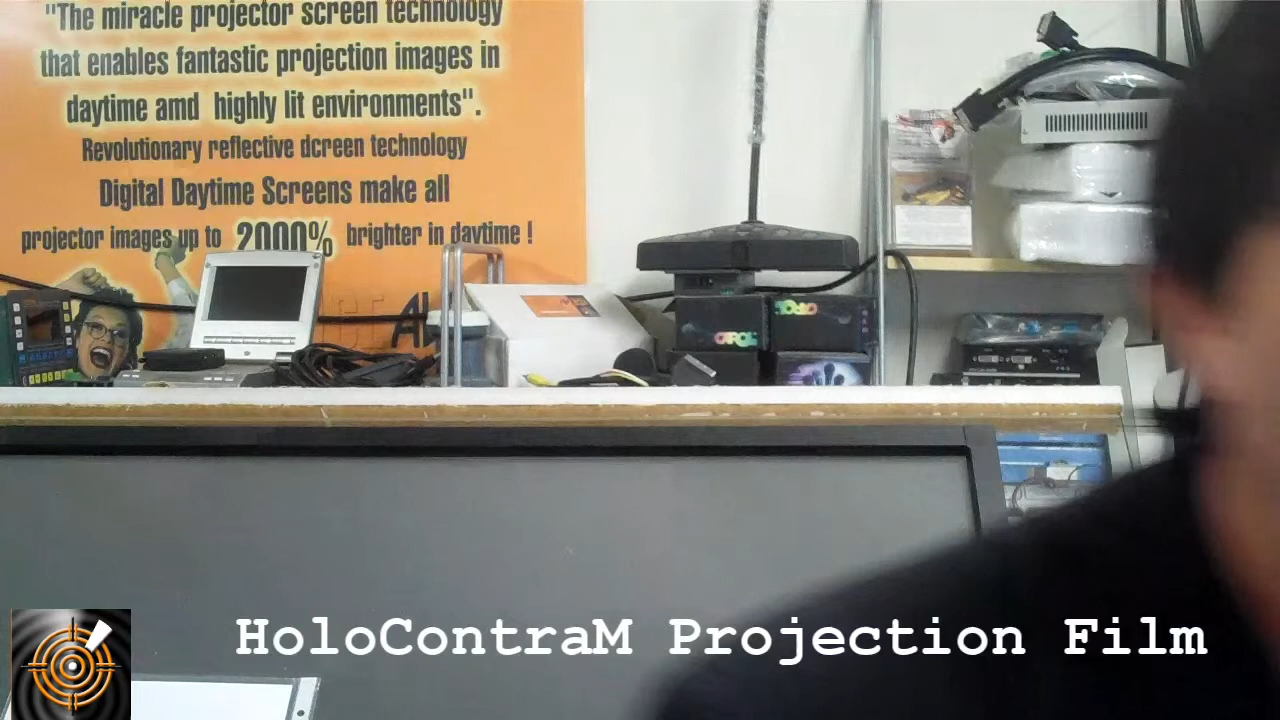 "The miracle projector screen technology
that enables fantastic projection images in
daytime amd highly lit environments".
Revolutionary reflective dcreen technology
Digital Daytime Screens make all
projector images up to 2000% brighter in daytime !
HoloContraM Projection Film